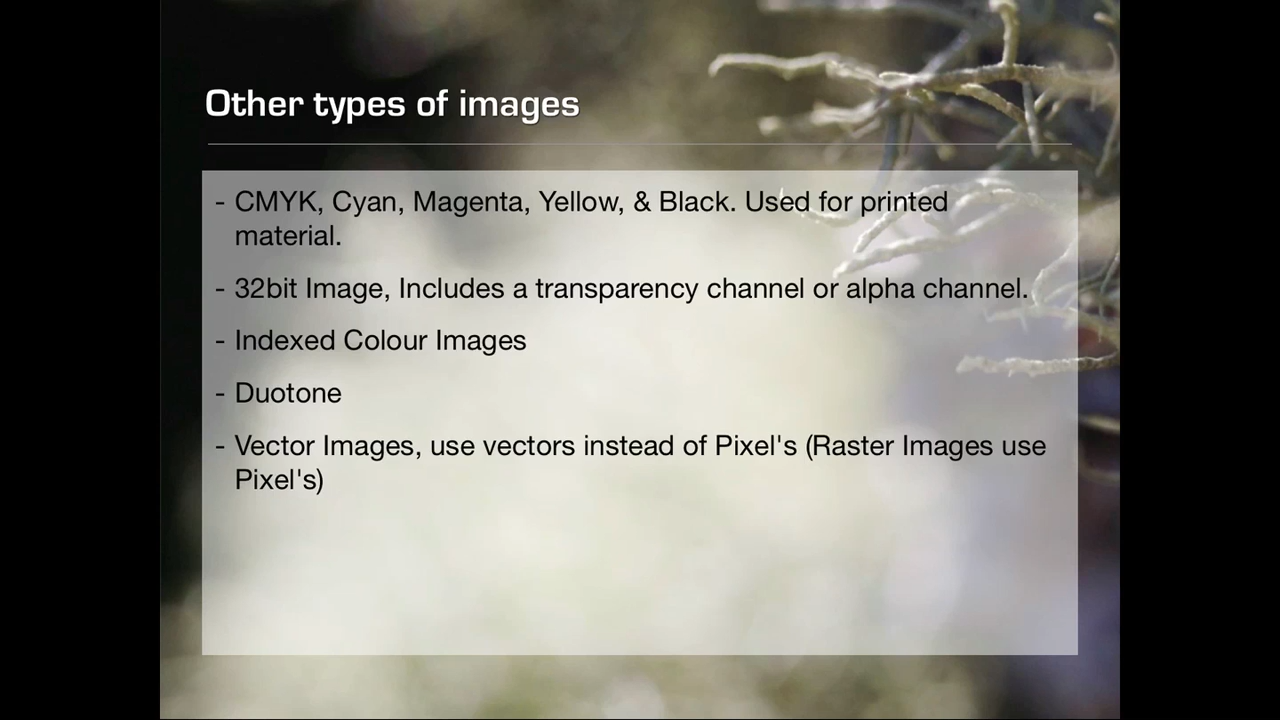 Other types of images
- CMYK, Cyan, Magenta, Yellow, & Black. Used for printed
material.
- 32bit Image, Includes a transparency channel or alpha channel.
- Indexed Colour Images
- Duotone
- Vector Images, use vectors instead of Pixel's (Raster Images use
Pixel's)